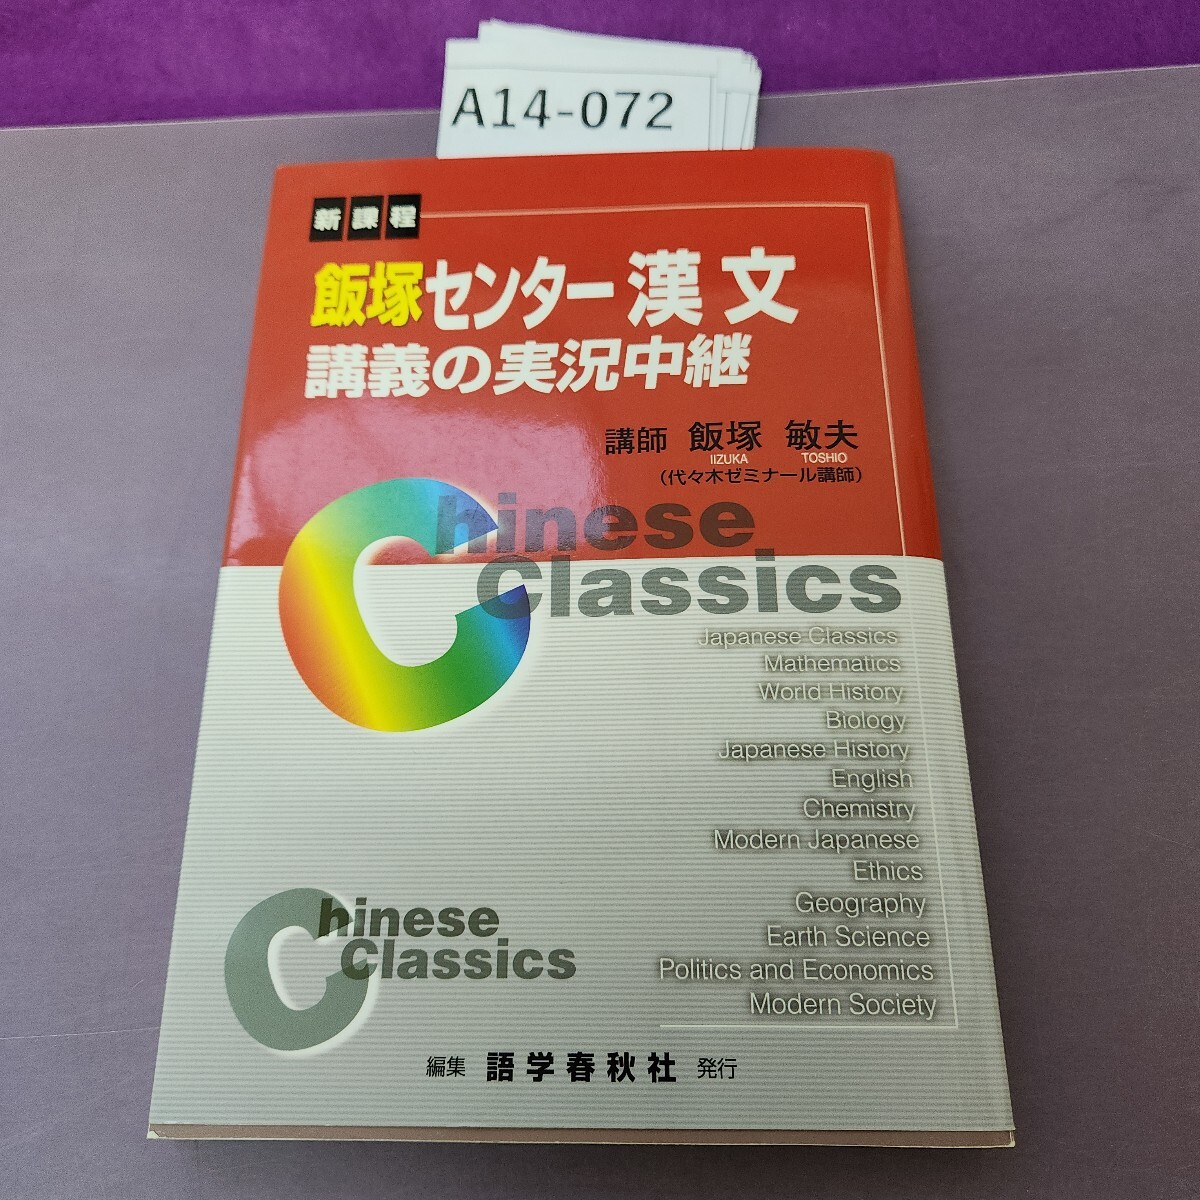 A14-072
新課程
飯塚センター漢文
講義の実況中継
講師 飯塚 敏夫
IIZUKA TOSHIO
(代々木ゼミナール講師)
Chinese
Classics
Japanese Classics
Mathematics
World History
Biology
Japanese History
English
Chemistry
Modern Japanese
Ethics
Geography
Earth Science
Politics and Economics
Modern Society
Chinese
Classics
編集 語学春秋社 発行